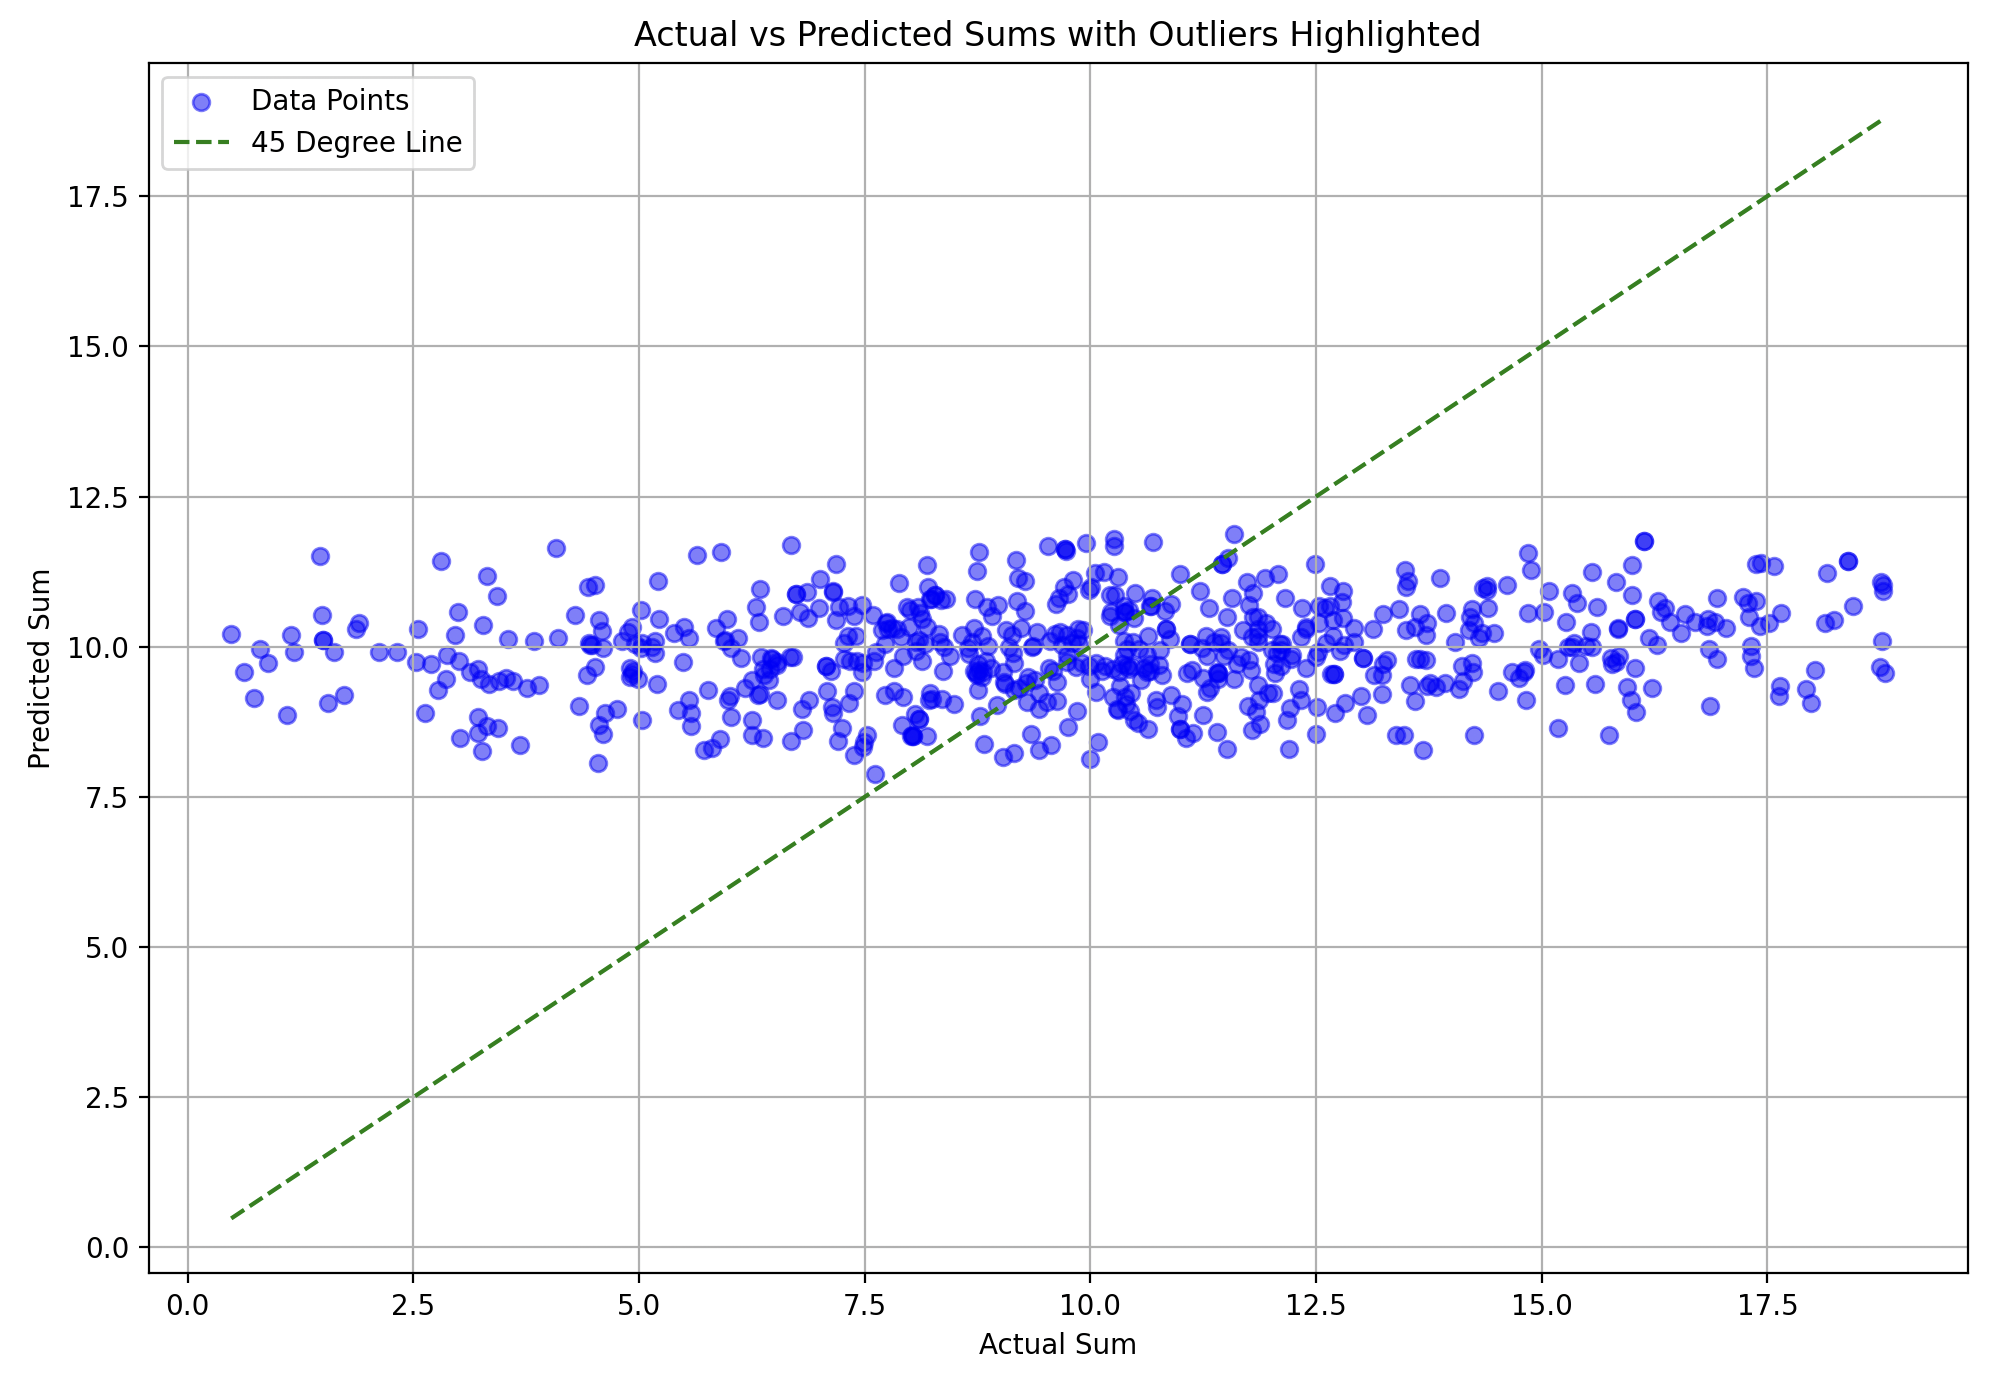 Actual vs Predicted Sums with Outliers Highlighted
Data Points
45 Degree Line
17.5
15.0
12.5
10.0
7.5
5.0
2.5
0.0
Predicted Sum
0.0 2.5 5.0 7.5 10.0 12.5 15.0 17.5
Actual Sum